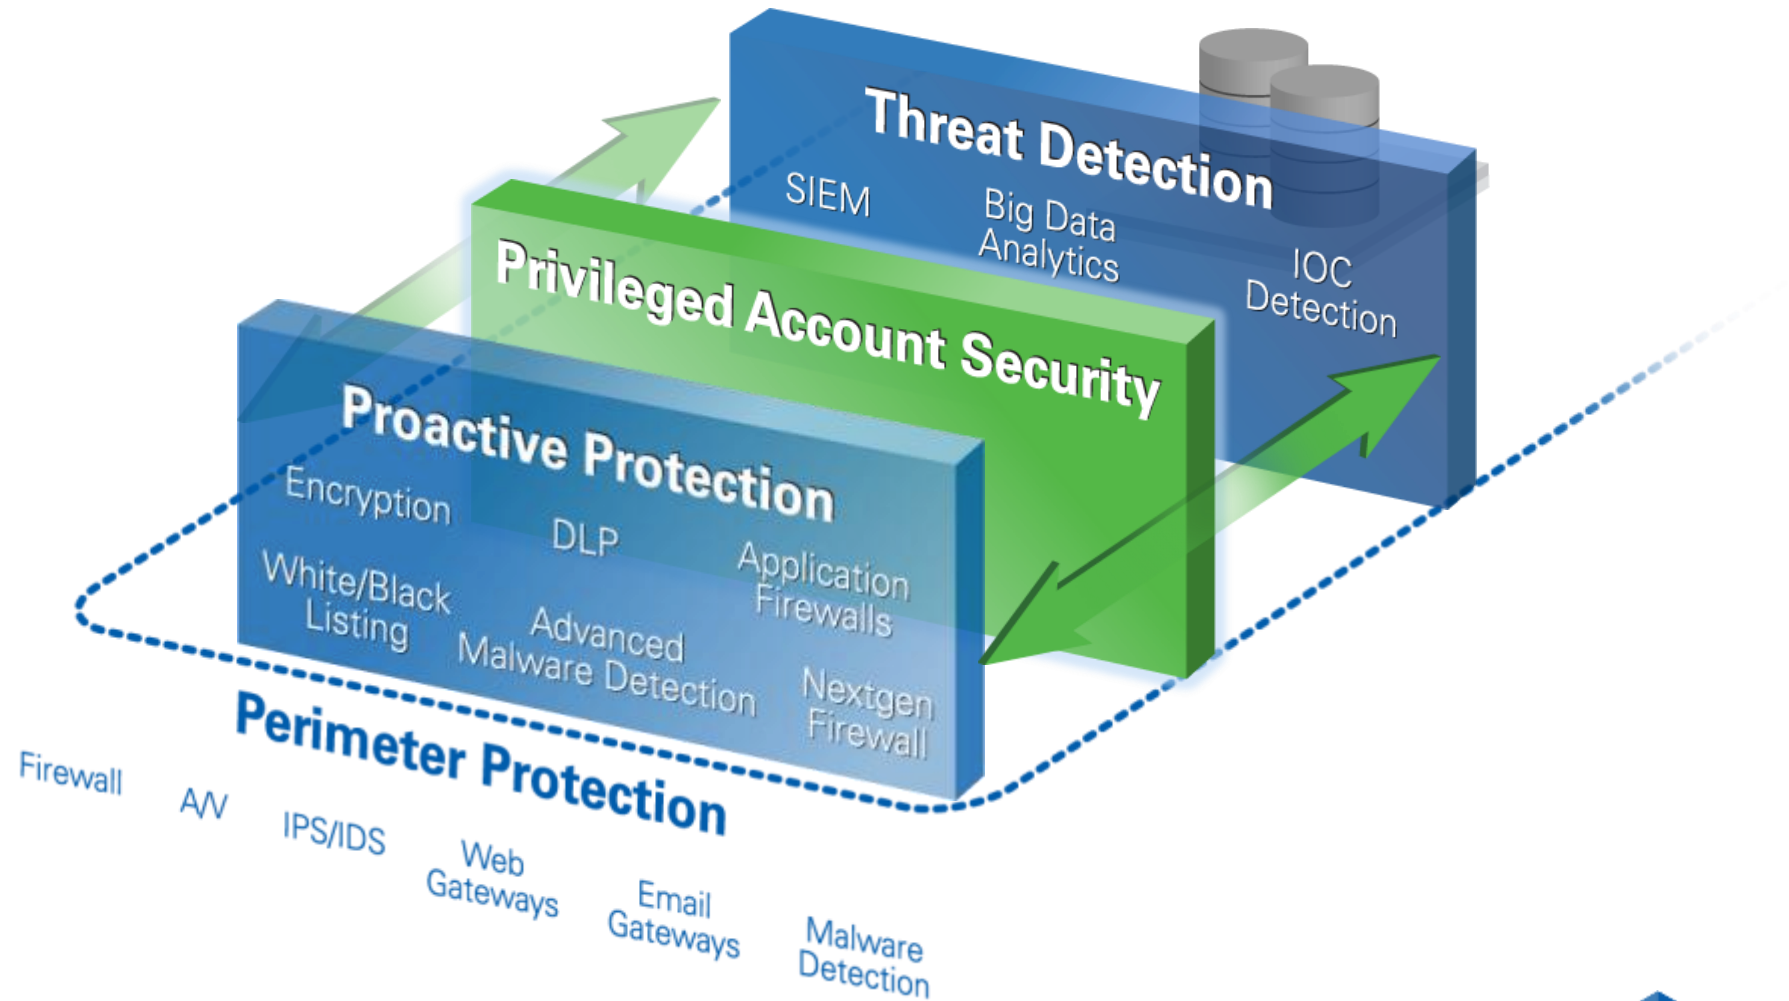 Threat Detection
SIEM
Big Data
Analytics
IOC
Detection
Privileged Account Security
Proactive Protection
Encryption
DLP
Application
Firewalls
White/Black
Listing
Advanced
Malware Detection
Nextgen
Firewall
Perimeter Protection
Firewall
A/V
IPS/IDS
Web
Gateways
Email
Gateways
Malware
Detection